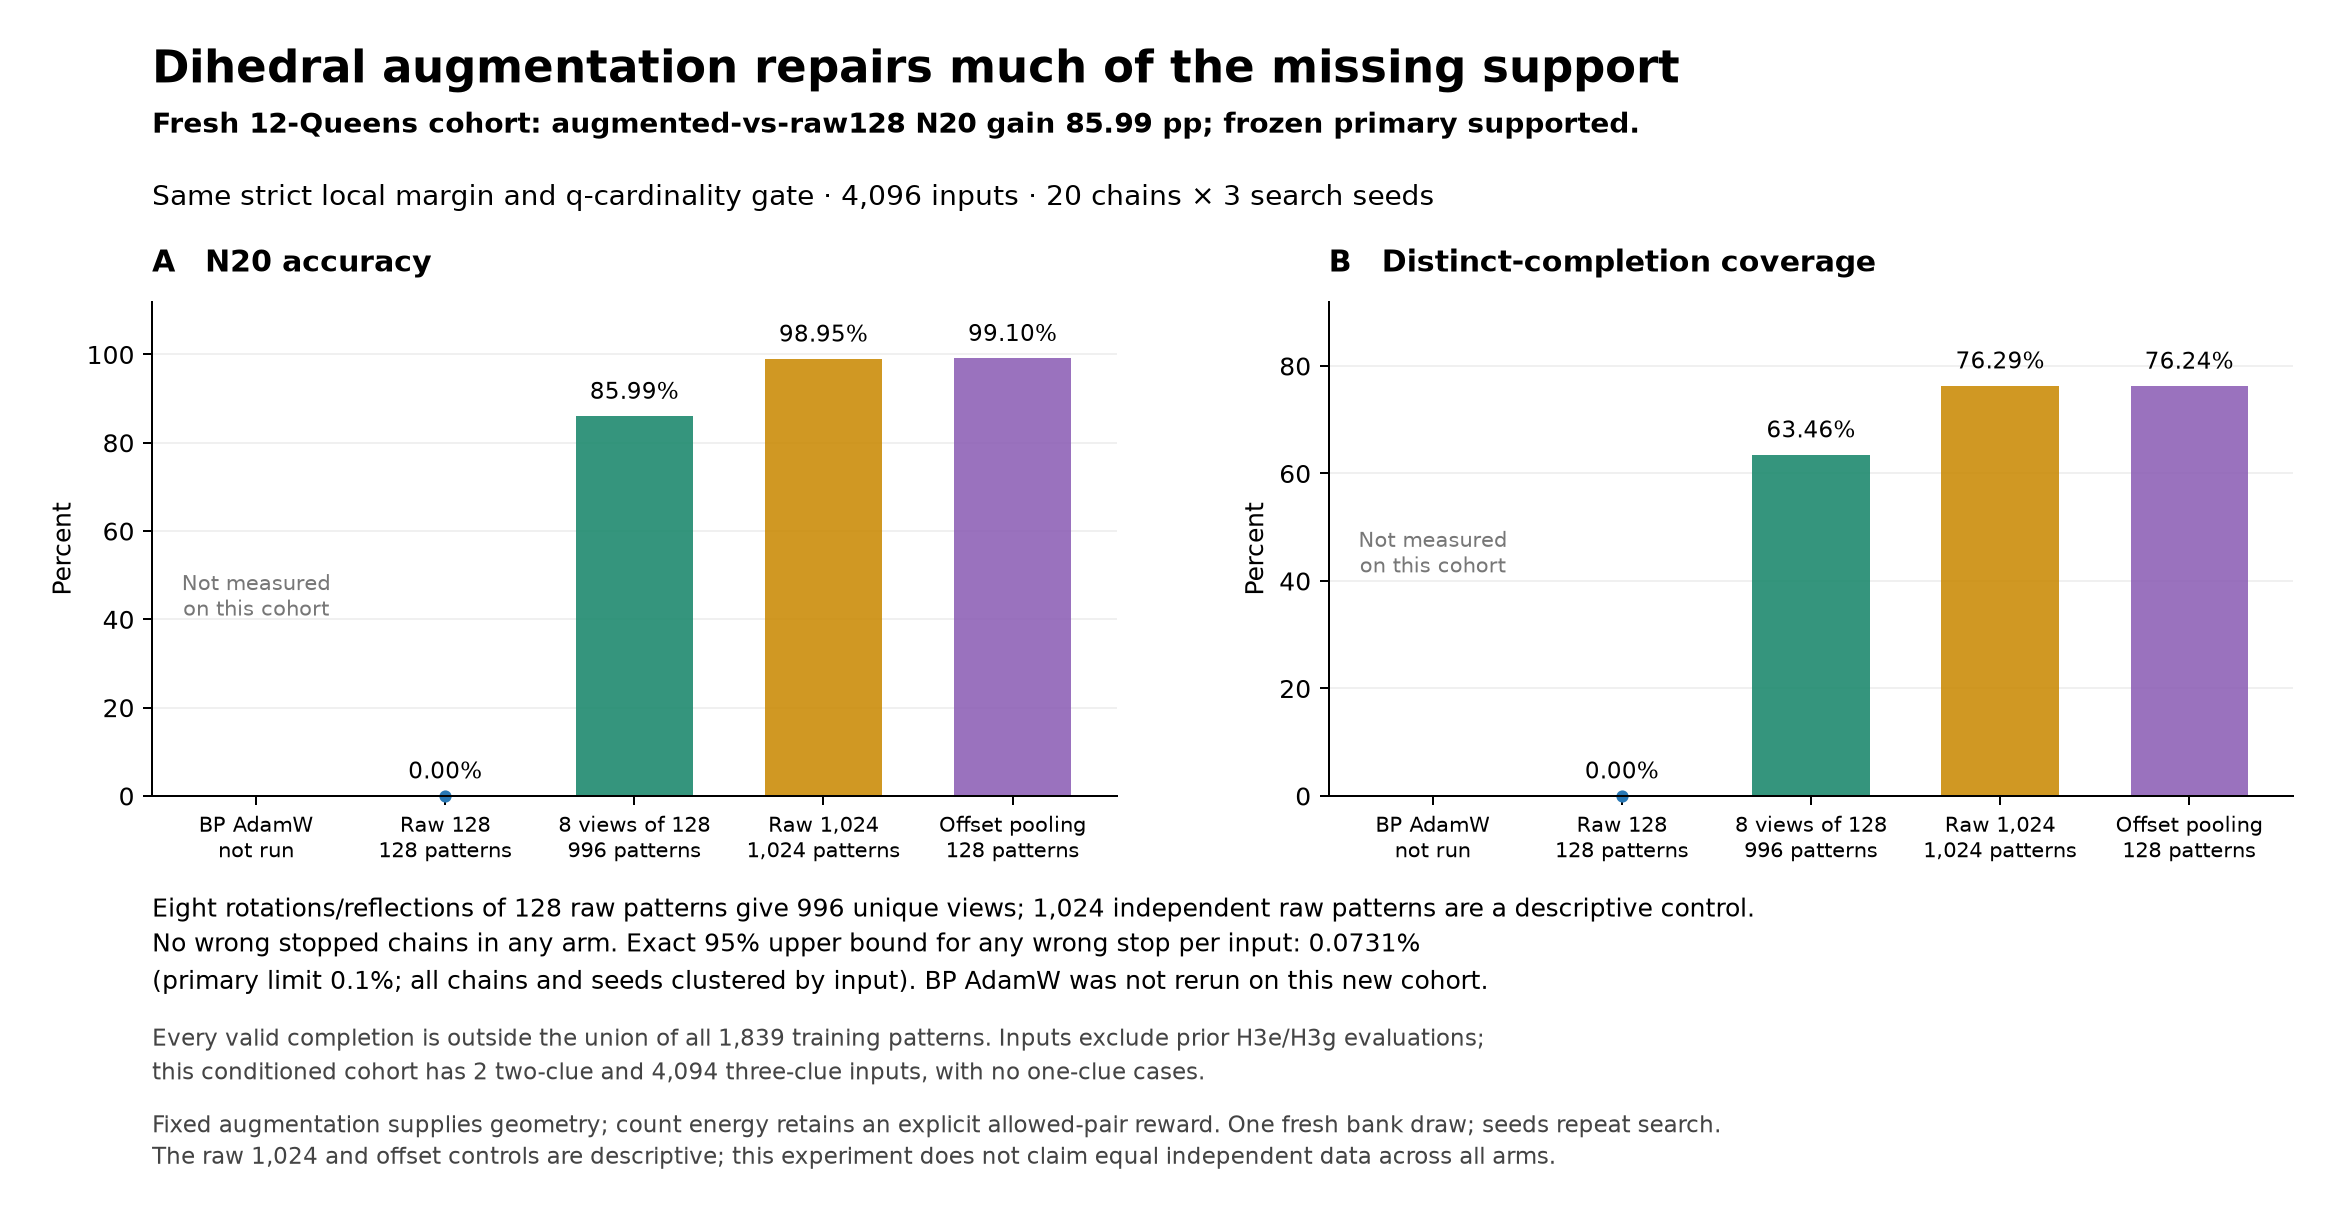 Dihedral augmentation repairs much of the missing support
Fresh 12-Queens cohort: augmented-vs-raw128 N20 gain 85.99 pp; frozen primary supported.
Same strict local margin and q-cardinality gate · 4,096 inputs · 20 chains × 3 search seeds
A N20 accuracy
Percent
100
80
60
40
20
0
Not measured
on this cohort
0.00%
85.99%
98.95%
99.10%
BP AdamW
not run
Raw 128
128 patterns
8 views of 128
996 patterns
Raw 1,024
1,024 patterns
Offset pooling
128 patterns
B Distinct-completion coverage
Percent
80
60
40
20
0
Not measured
on this cohort
0.00%
63.46%
76.29%
76.24%
BP AdamW
not run
Raw 128
128 patterns
8 views of 128
996 patterns
Raw 1,024
1,024 patterns
Offset pooling
128 patterns
Eight rotations/reflections of 128 raw patterns give 996 unique views; 1,024 independent raw patterns are a descriptive control.
No wrong stopped chains in any arm. Exact 95% upper bound for any wrong stop per input: 0.0731%
(primary limit 0.1%; all chains and seeds clustered by input). BP AdamW was not rerun on this new cohort.
Every valid completion is outside the union of all 1,839 training patterns. Inputs exclude prior H3e/H3g evaluations;
this conditioned cohort has 2 two-clue and 4,094 three-clue inputs, with no one-clue cases.
Fixed augmentation supplies geometry; count energy retains an explicit allowed-pair reward. One fresh bank draw; seeds repeat search.
The raw 1,024 and offset controls are descriptive; this experiment does not claim equal independent data across all arms.